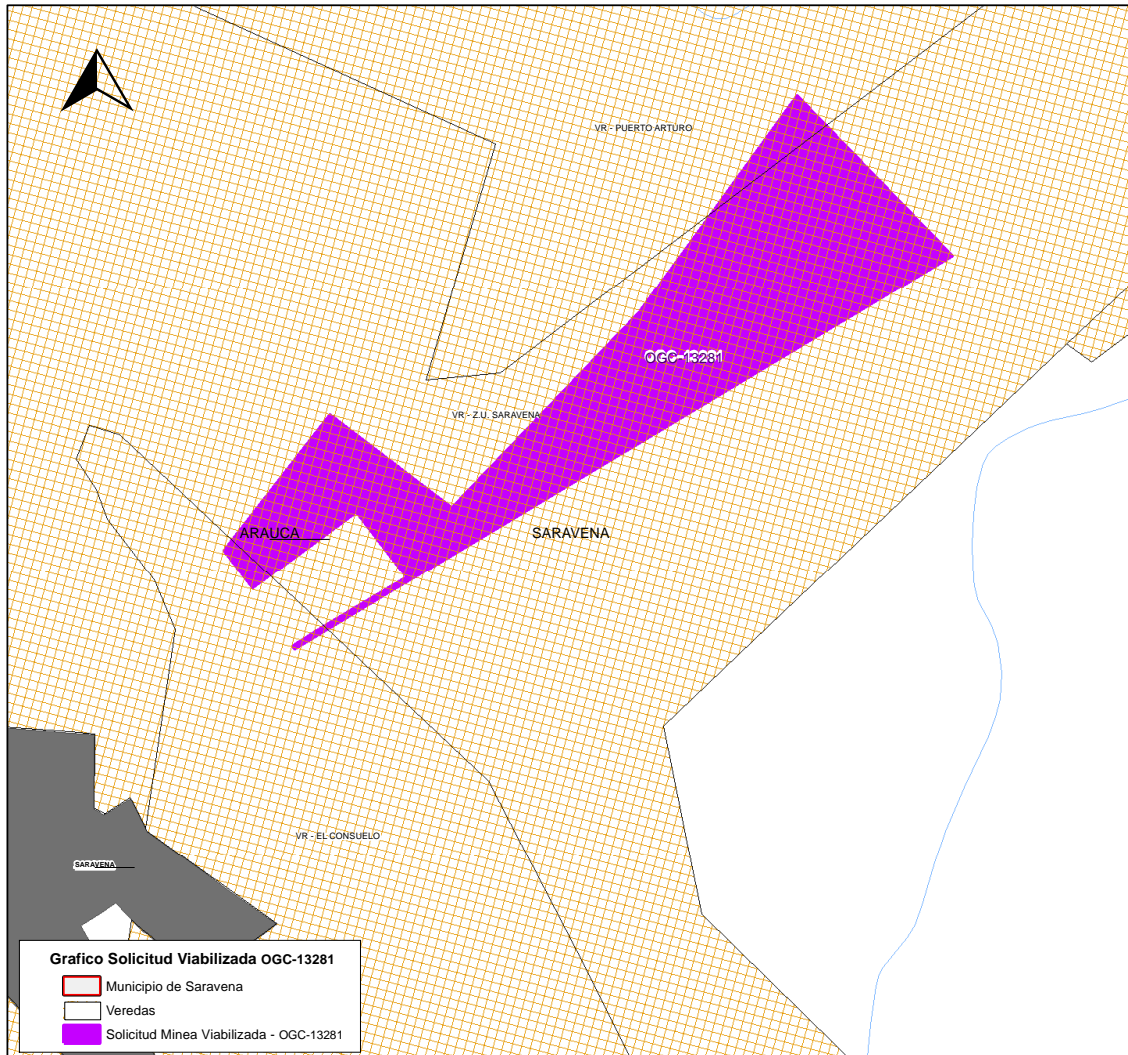 VR - PUERTO ARTURO
OGC-13281
VR - Z.U. SARAVENA
ARAUCA
SARAVENA
VR - EL CONSUELO
SARAVENA
Grafico Solicitud Viabilizada OGC-13281
Municipio de Saravena
Veredas
Solicitud Minea Viabilizada - OGC-13281